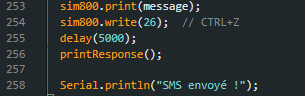 253 sim800.print(message);
254 sim800.write(26);  // CTRL+Z
255 delay(5000);
256 printResponse();
257
258 Serial.println("SMS envoyé !");